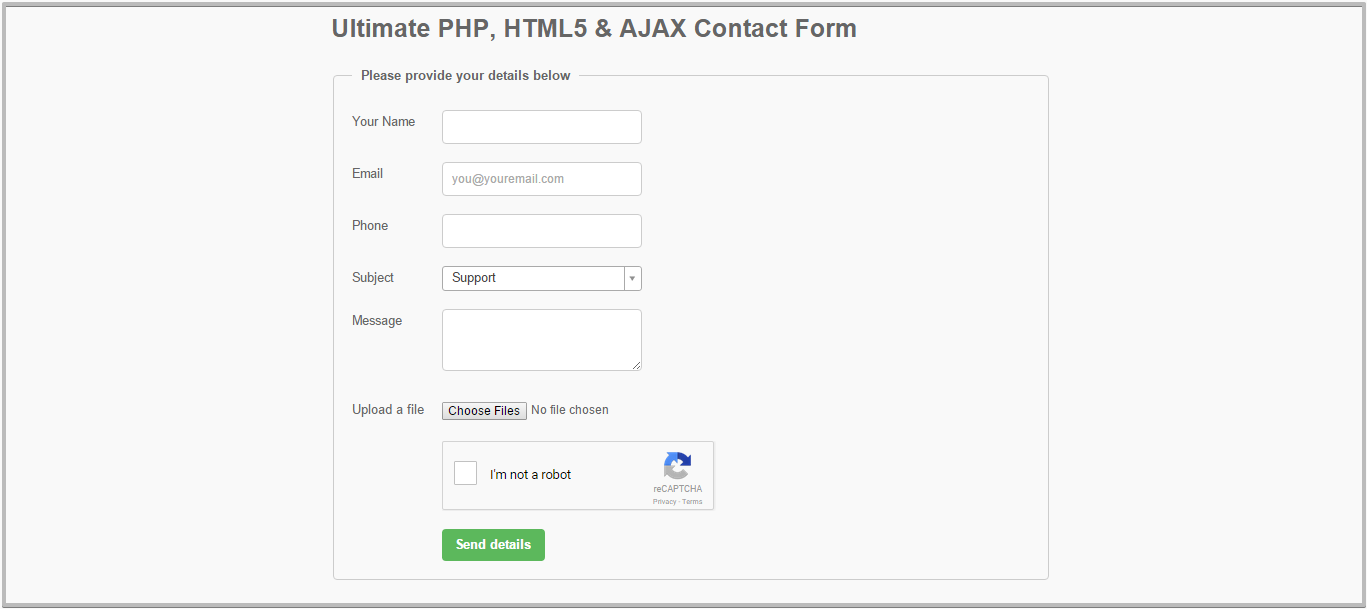 Ultimate PHP, HTML5 & AJAX Contact Form
Please provide your details below
Your Name
Email you@youremail.com
Phone
Subject Support
Message
Upload a file Choose Files No file chosen
I'm not a robot
reCAPTCHA
Privacy - Terms
Send details